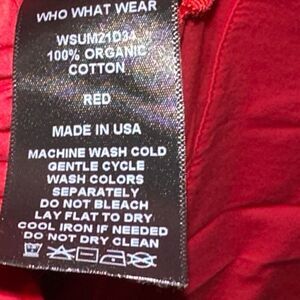 WHO WHAT WEAR
WSUM21D34
100% ORGANIC
COTTON
RED
MADE IN USA
MACHINE WASH COLD
GENTLE CYCLE
WASH COLORS
SEPARATELY
DO NOT BLEACH
LAY FLAT TO DRY
COOL IRON IF NEEDED
DO NOT DRY CLEAN